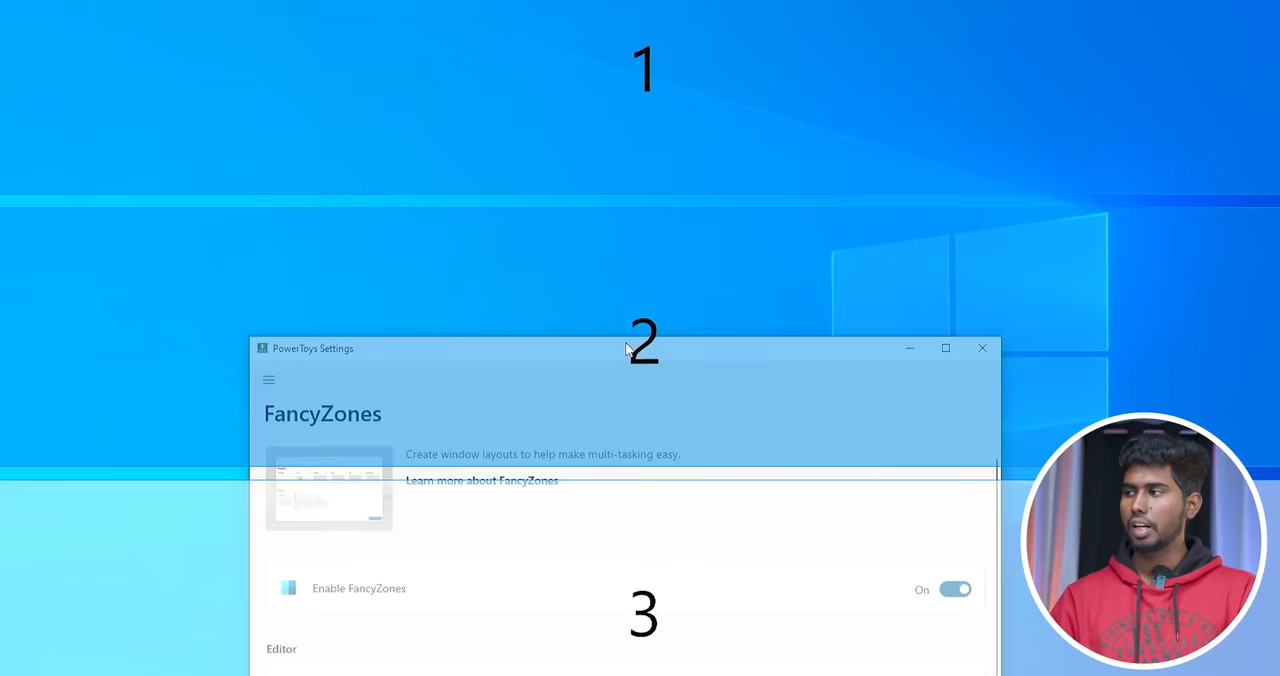 1
2
PowerToys Settings
FancyZones
Create window layouts to help make multi-tasking easy.
Learn more about FancyZones
Enable FancyZones
On
3
Editor